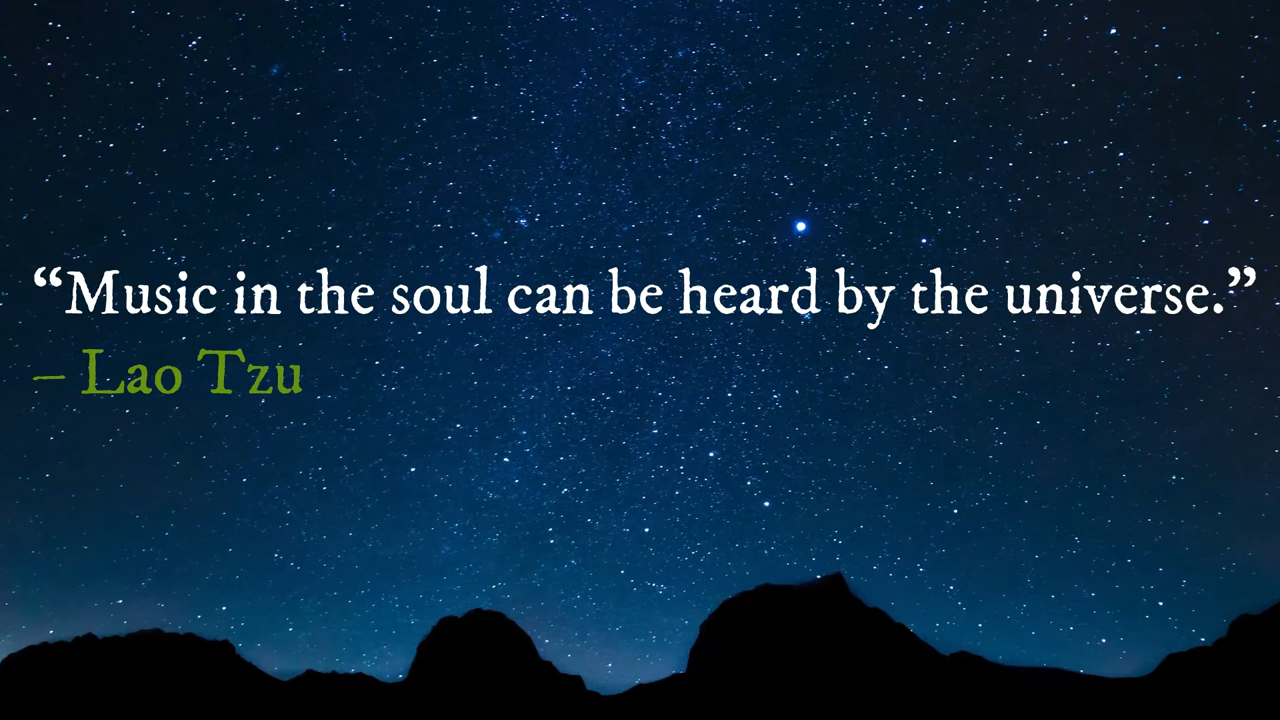 “Music in the soul can be heard by the universe.”
– Lao Tzu